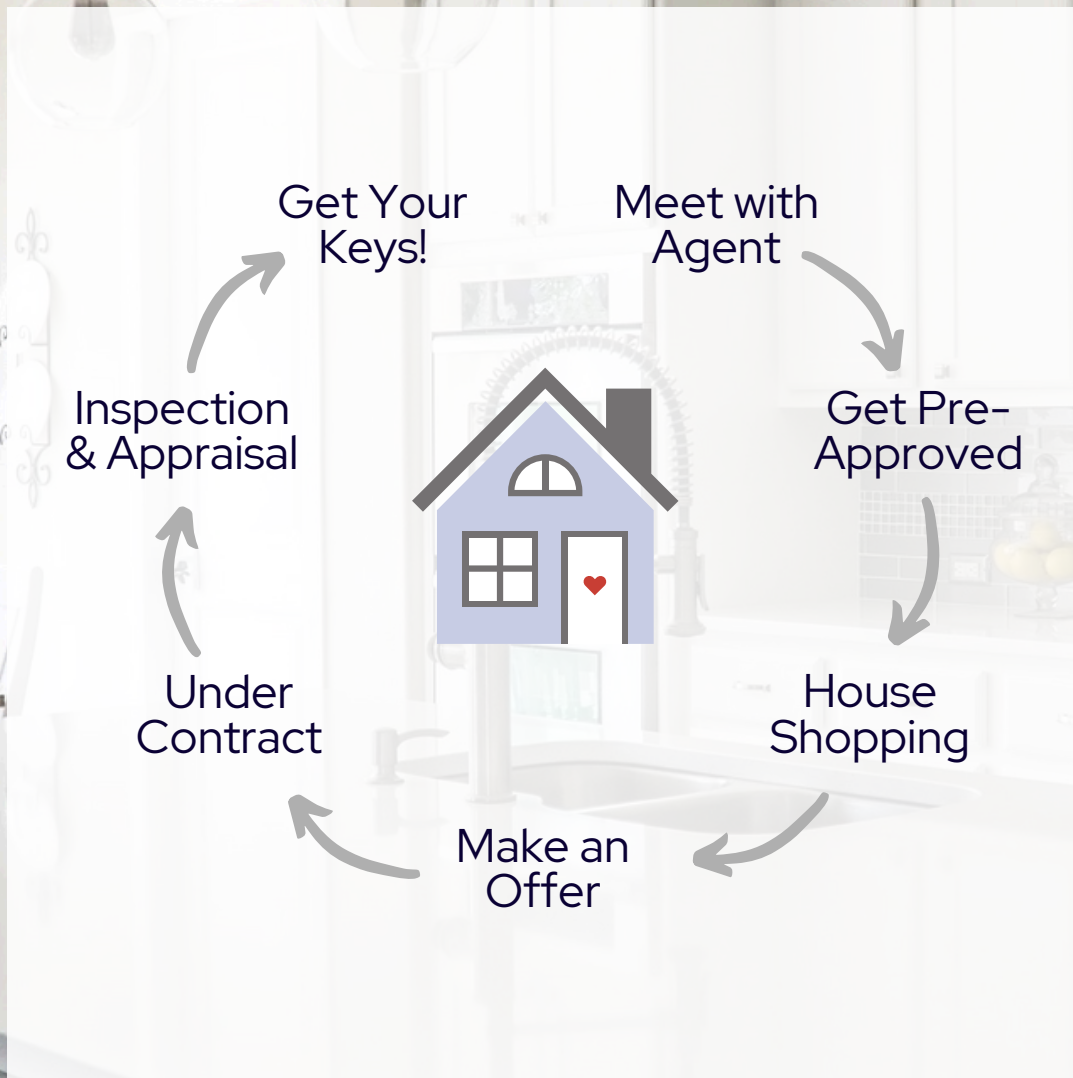 Meet with
Agent
Get Pre-
Approved
House
Shopping
Make an
Offer
Under
Contract
Inspection
& Appraisal
Get Your
Keys!